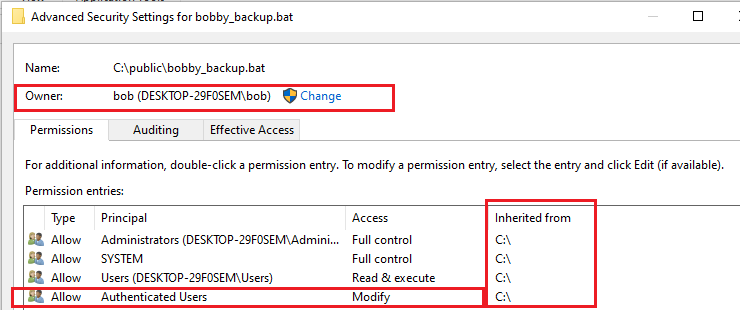 Advanced Security Settings for bobby_backup.bat
Name: C:\public\bobby_backup.bat
Owner: bob (DESKTOP-29F0SEM\bob) Change
Permissions Auditing Effective Access
For additional information, double-click a permission entry. To modify a permission entry, select the entry and click Edit (if available).
Permission entries:
Type Principal Access Inherited from
Allow Administrators (DESKTOP-29F0SEM\Admini... Full control C:\
Allow SYSTEM Full control C:\
Allow Users (DESKTOP-29F0SEM\Users) Read & execute C:\
Allow Authenticated Users Modify C:\